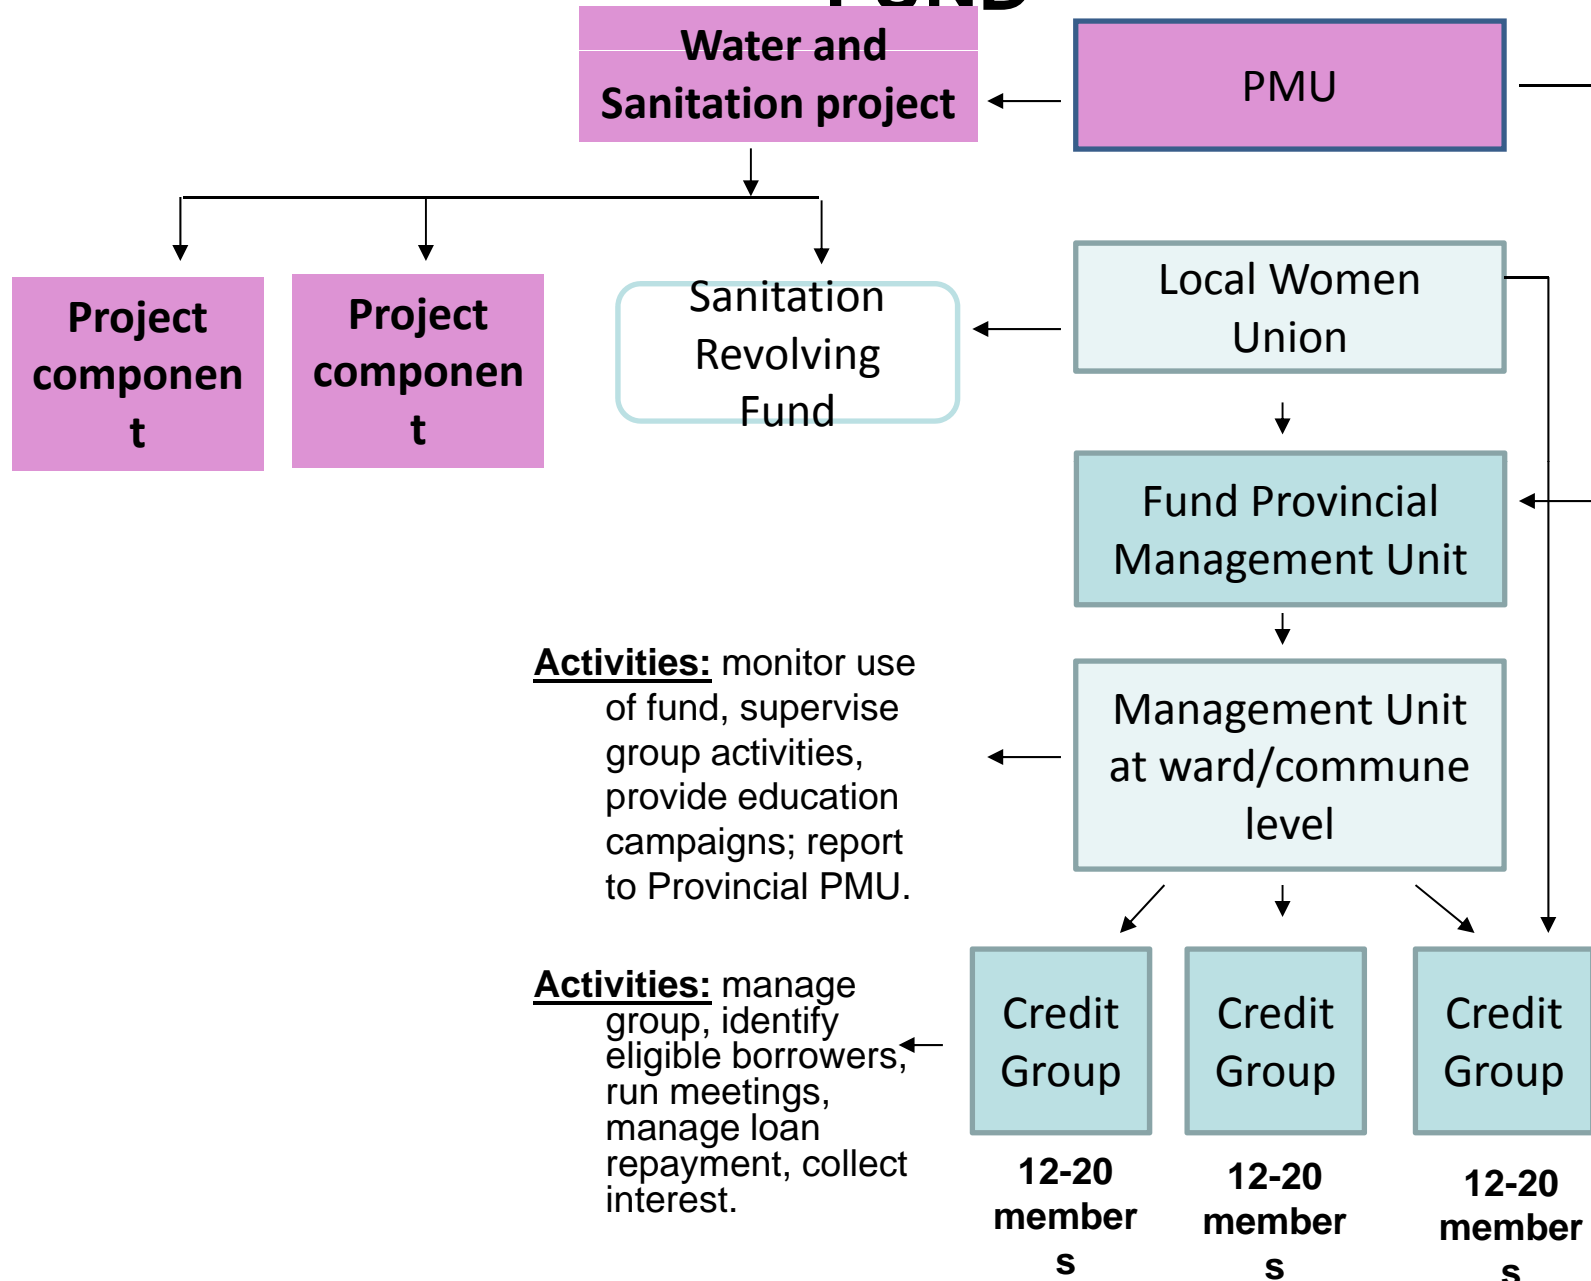 FUND
Water and
Sanitation project
PMU
Project
componen
t
Project
componen
t
Sanitation
Revolving
Fund
Local Women
Union
Fund Provincial
Management Unit
Activities: monitor use
of fund, supervise
group activities,
provide education
campaigns; report
to Provincial PMU.
Management Unit
at ward/commune
level
Activities: manage
group, identify
eligible borrowers,
run meetings,
manage loan
repayment, collect
interest.
Credit
Group
Credit
Group
Credit
Group
12-20
member
s
12-20
member
s
12-20
member
s